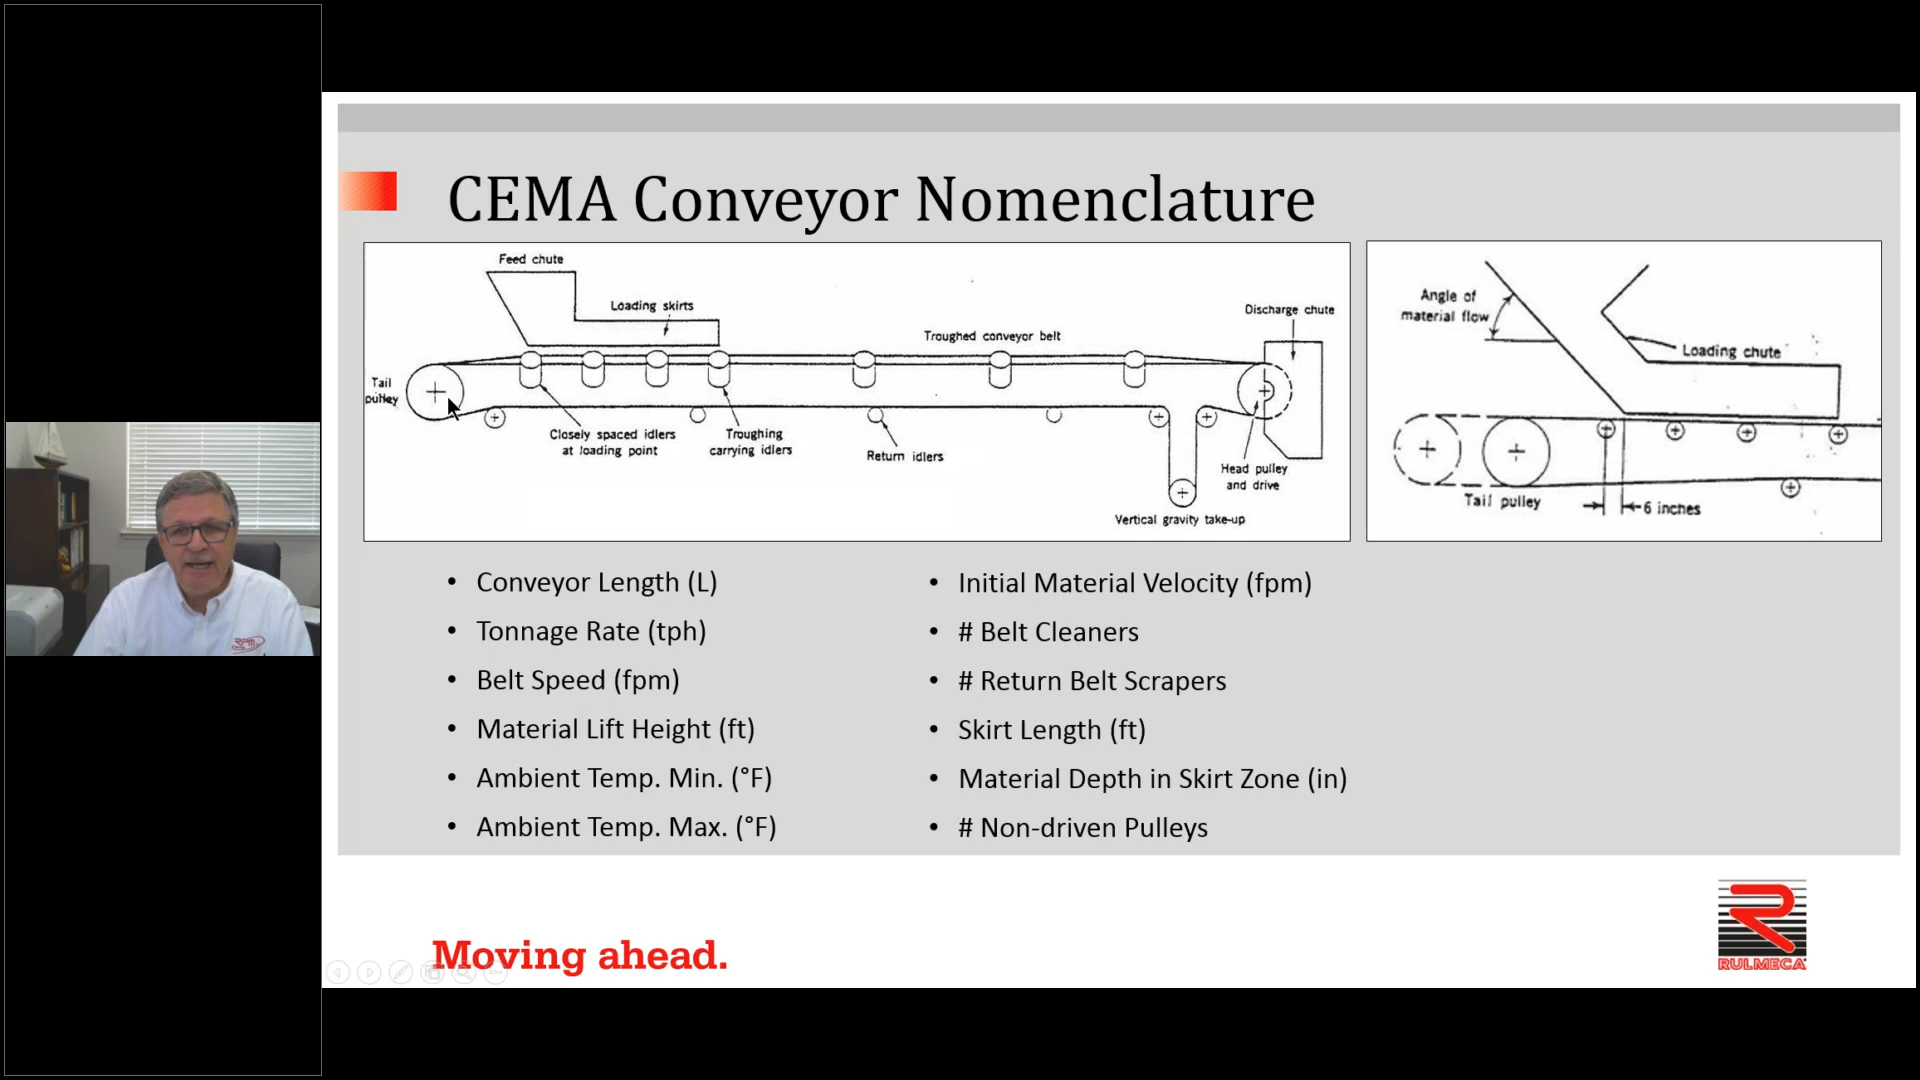 CEMA Conveyor Nomenclature
Feed chute
Loading skirts
Troughed conveyor belt
Discharge chute
Tail
pulley
Closely spaced idlers
at loading point
Troughing
carrying idlers
Return idlers
Head pulley
and drive
Vertical gravity take-up
Angle of
material flow
Loading chute
Tail pulley
6 inches
• Conveyor Length (L)
• Tonnage Rate (tph)
• Belt Speed (fpm)
• Material Lift Height (ft)
• Ambient Temp. Min. (°F)
• Ambient Temp. Max. (°F)
• Initial Material Velocity (fpm)
• # Belt Cleaners
• # Return Belt Scrapers
• Skirt Length (ft)
• Material Depth in Skirt Zone (in)
• # Non-driven Pulleys
Moving ahead.
RULMECA